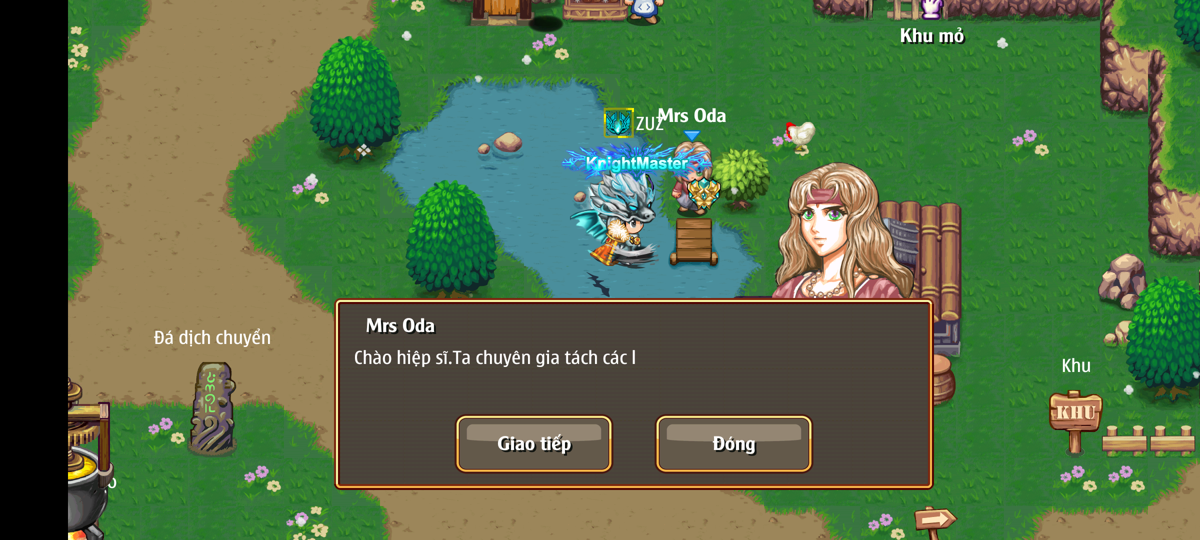 Khu mỏ
Mrs Oda
ZUZ
KnightMaster
Đá dịch chuyển
Khu
KHU
Mrs Oda
Chào hiệp sĩ.Ta chuyên gia tách các l
Giao tiếp
Đóng